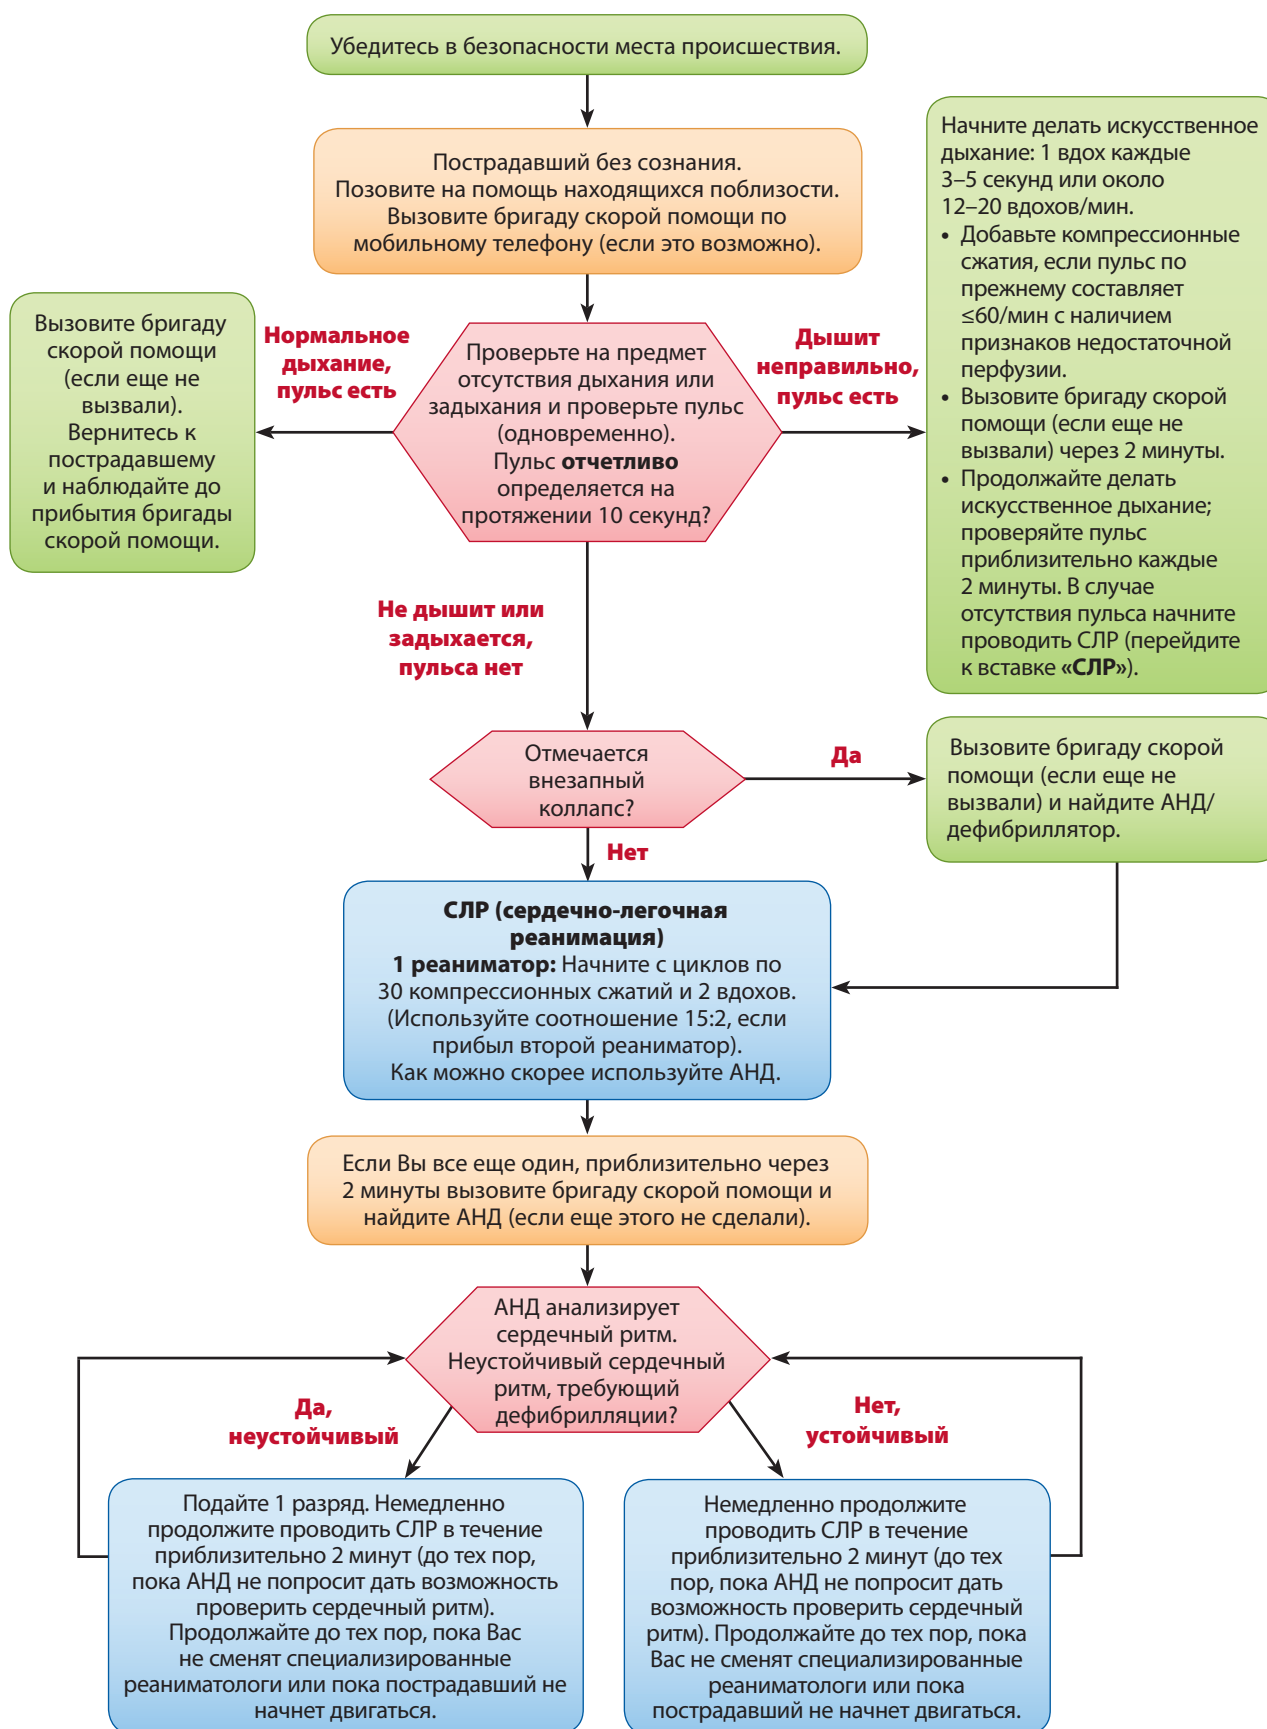 Убедитесь в безопасности места происшествия.
Пострадавший без сознания.
Позовите на помощь находящихся поблизости.
Вызовите бригаду скорой помощи по
мобильному телефону (если это возможно).
Начните делать искусственное
дыхание: 1 вдох каждые
3–5 секунд или около
12–20 вдохов/мин.
• Добавьте компрессионные
сжатия, если пульс по
прежнему составляет
≤60/мин с наличием
признаков недостаточной
перфузии.
• Вызовите бригаду скорой
помощи (если еще не
вызвали) через 2 минуты.
• Продолжайте делать
искусственное дыхание;
проверяйте пульс
приблизительно каждые
2 минуты. В случае
отсутствия пульса начните
проводить СЛР (перейдите
к вставке «СЛР»).
Вызовите бригаду
скорой помощи
(если еще не
вызвали).
Вернитесь к
пострадавшему
и наблюдайте до
прибытия бригады
скорой помощи.
Нормальное
дыхание,
пульс есть
Проверьте на предмет
отсутствия дыхания или
задыхания и проверьте пульс
(одновременно).
Пульс отчетливо
определяется на
протяжении 10 секунд?
Дышит
неправильно,
пульс есть
Не дышит или
задыхается,
пульса нет
Отмечается
внезапный
коллапс?
Да
Вызовите бригаду скорой
помощи (если еще не
вызвали) и найдите АНД/
дефибриллятор.
Нет
СЛР (сердечно-легочная
реанимация)
1 реаниматор: Начните с циклов по
30 компрессионных сжатий и 2 вдохов.
(Используйте соотношение 15:2, если
прибыл второй реаниматор).
Как можно скорее используйте АНД.
Если Вы все еще один, приблизительно через
2 минуты вызовите бригаду скорой помощи и
найдите АНД (если еще этого не сделали).
АНД анализирует
сердечный ритм.
Неустойчивый сердечный
ритм, требующий
дефибрилляции?
Да,
неустойчивый
Нет,
устойчивый
Подайте 1 разряд. Немедленно
продолжите проводить СЛР в течение
приблизительно 2 минут (до тех пор,
пока АНД не попросит дать возможность
проверить сердечный ритм).
Продолжайте до тех пор, пока Вас
не сменят специализированные
реаниматологи или пока пострадавший не
начнет двигаться.
Немедленно продолжите
проводить СЛР в течение
приблизительно 2 минут (до тех
пор, пока АНД не попросит дать
возможность проверить сердечный
ритм). Продолжайте до тех пор, пока
Вас не сменят специализированные
реаниматологи или пока
пострадавший не начнет двигаться.